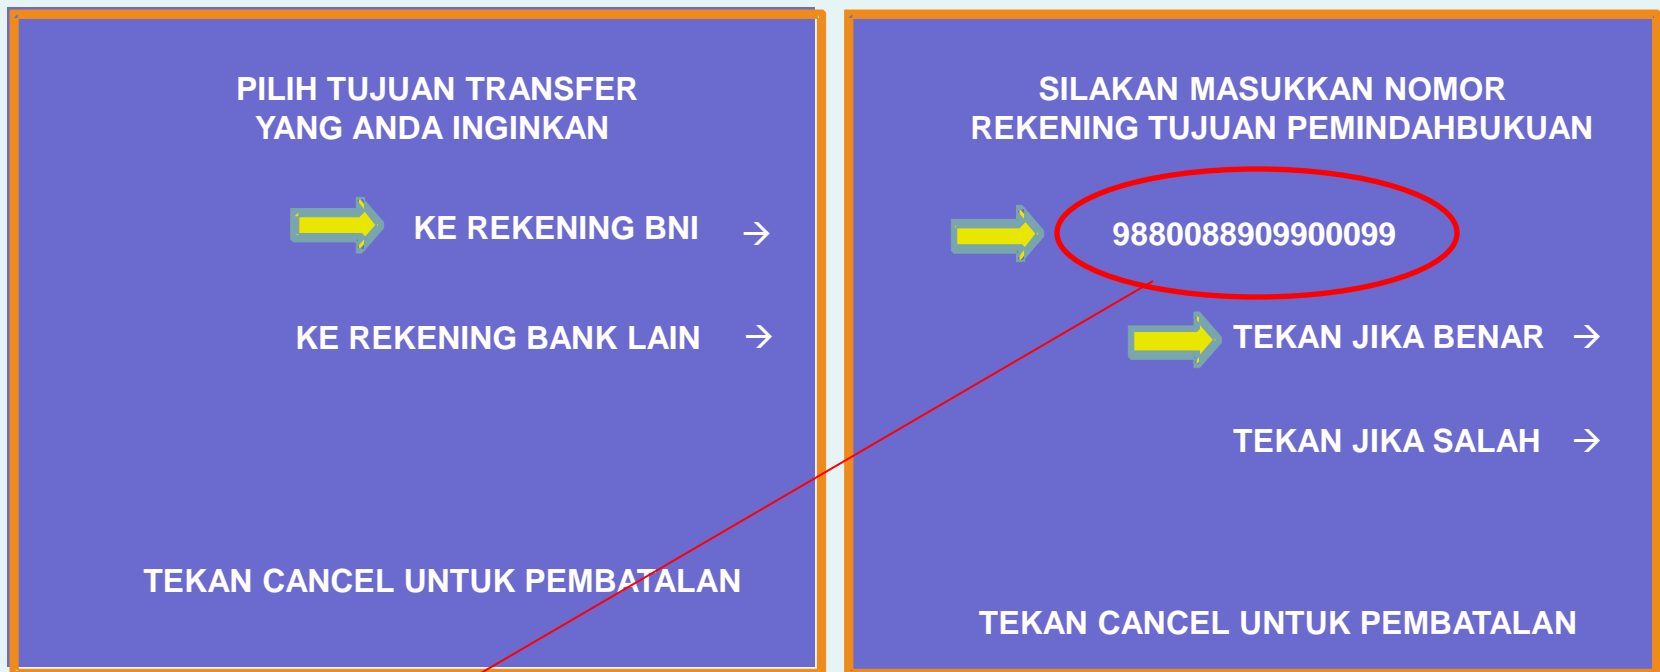 PILIH TUJUAN TRANSFER
YANG ANDA INGINKAN
KE REKENING BNI →
KE REKENING BANK LAIN →
TEKAN CANCEL UNTUK PEMBATALAN
SILAKAN MASUKKAN NOMOR
REKENING TUJUAN PEMINDAHBUKUAN
9880088909900099
TEKAN JIKA BENAR →
TEKAN JIKA SALAH →
TEKAN CANCEL UNTUK PEMBATALAN